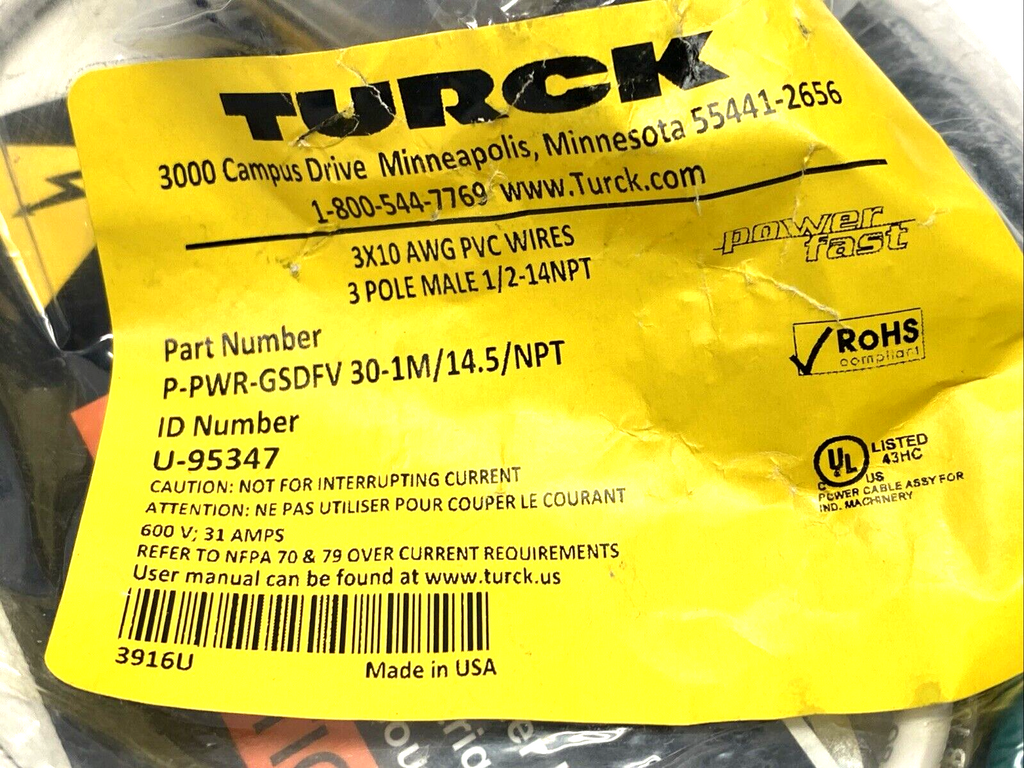 TURCK
3000 Campus Drive Minneapolis, Minnesota 55441-2656
1-800-544-7769 www.Turck.com
3X10 AWG PVC WIRES
3 POLE MALE 1/2-14NPT
power
fast
Part Number
P-PWR-GSDFV 30-1M/14.5/NPT
RoHS
compliant
ID Number
U-95347
UL
LISTED
43HC
C US
POWER CABLE ASSY FOR
IND. MACHINERY
CAUTION: NOT FOR INTERRUPTING CURRENT
ATTENTION: NE PAS UTILISER POUR COUPER LE COURANT
600 V; 31 AMPS
REFER TO NFPA 70 & 79 OVER CURRENT REQUIREMENTS
User manual can be found at www.turck.us
3916U
Made in USA